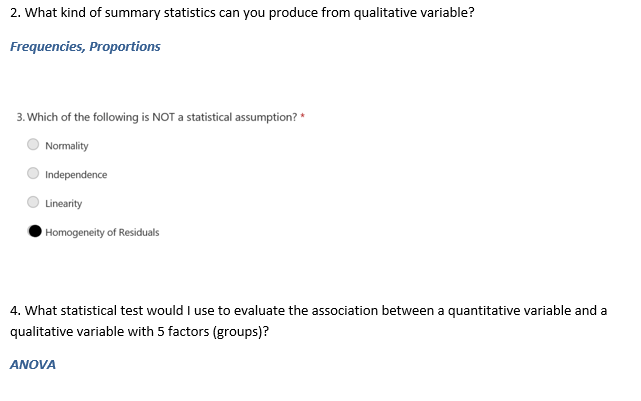 2. What kind of summary statistics can you produce from qualitative variable?
Frequencies, Proportions
3. Which of the following is NOT a statistical assumption? *
Normality
Independence
Linearity
Homogeneity of Residuals
4. What statistical test would I use to evaluate the association between a quantitative variable and a
qualitative variable with 5 factors (groups)?
ANOVA